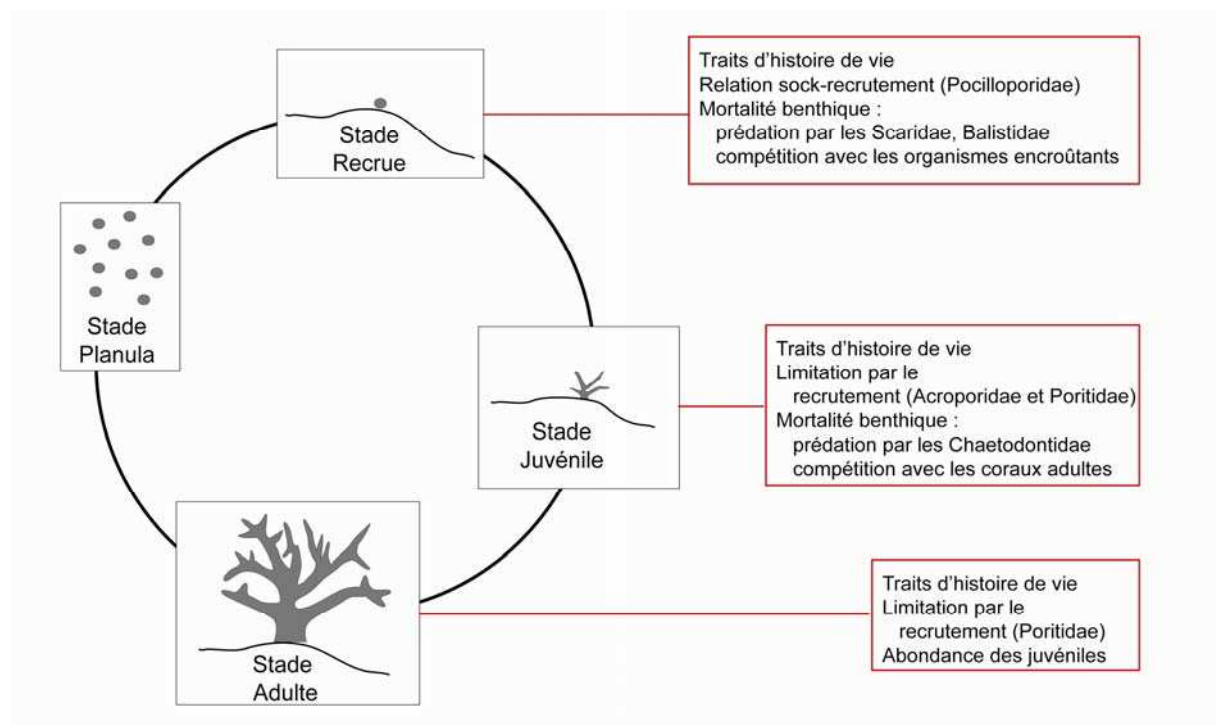 Stade
Recrue
Traits d'histoire de vie
Relation sock-recrutement (Pocilloporidae)
Mortalité benthique :
prédation par les Scaridae, Balistidae
compétition avec les organismes encroûtants
Stade
Planula
Stade
Juvénile
Traits d'histoire de vie
Limitation par le
recrutement (Acroporidae et Poritidae)
Mortalité benthique :
prédation par les Chaetodontidae
compétition avec les coraux adultes
Stade
Adulte
Traits d'histoire de vie
Limitation par le
recrutement (Poritidae)
Abondance des juvéniles